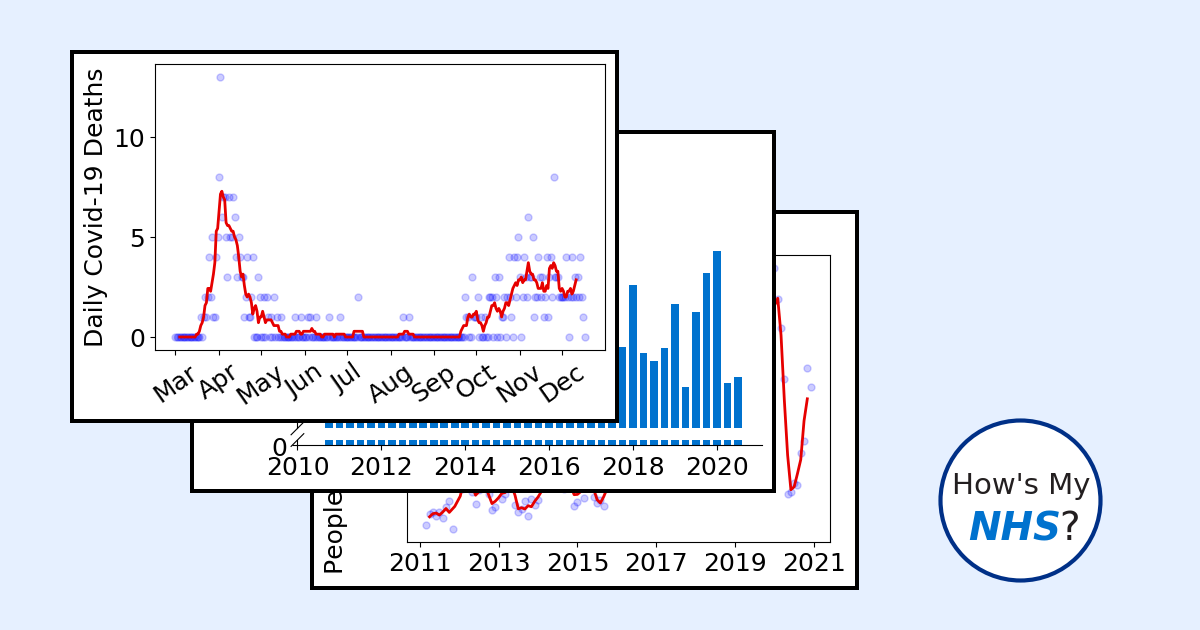 Daily Covid-19 Deaths
10
5
0
Mar Apr May Jun Jul Aug Sep Oct Nov Dec
0
2010 2012 2014 2016 2018 2020
People
2011 2013 2015 2017 2019 2021
How's My
NHS?